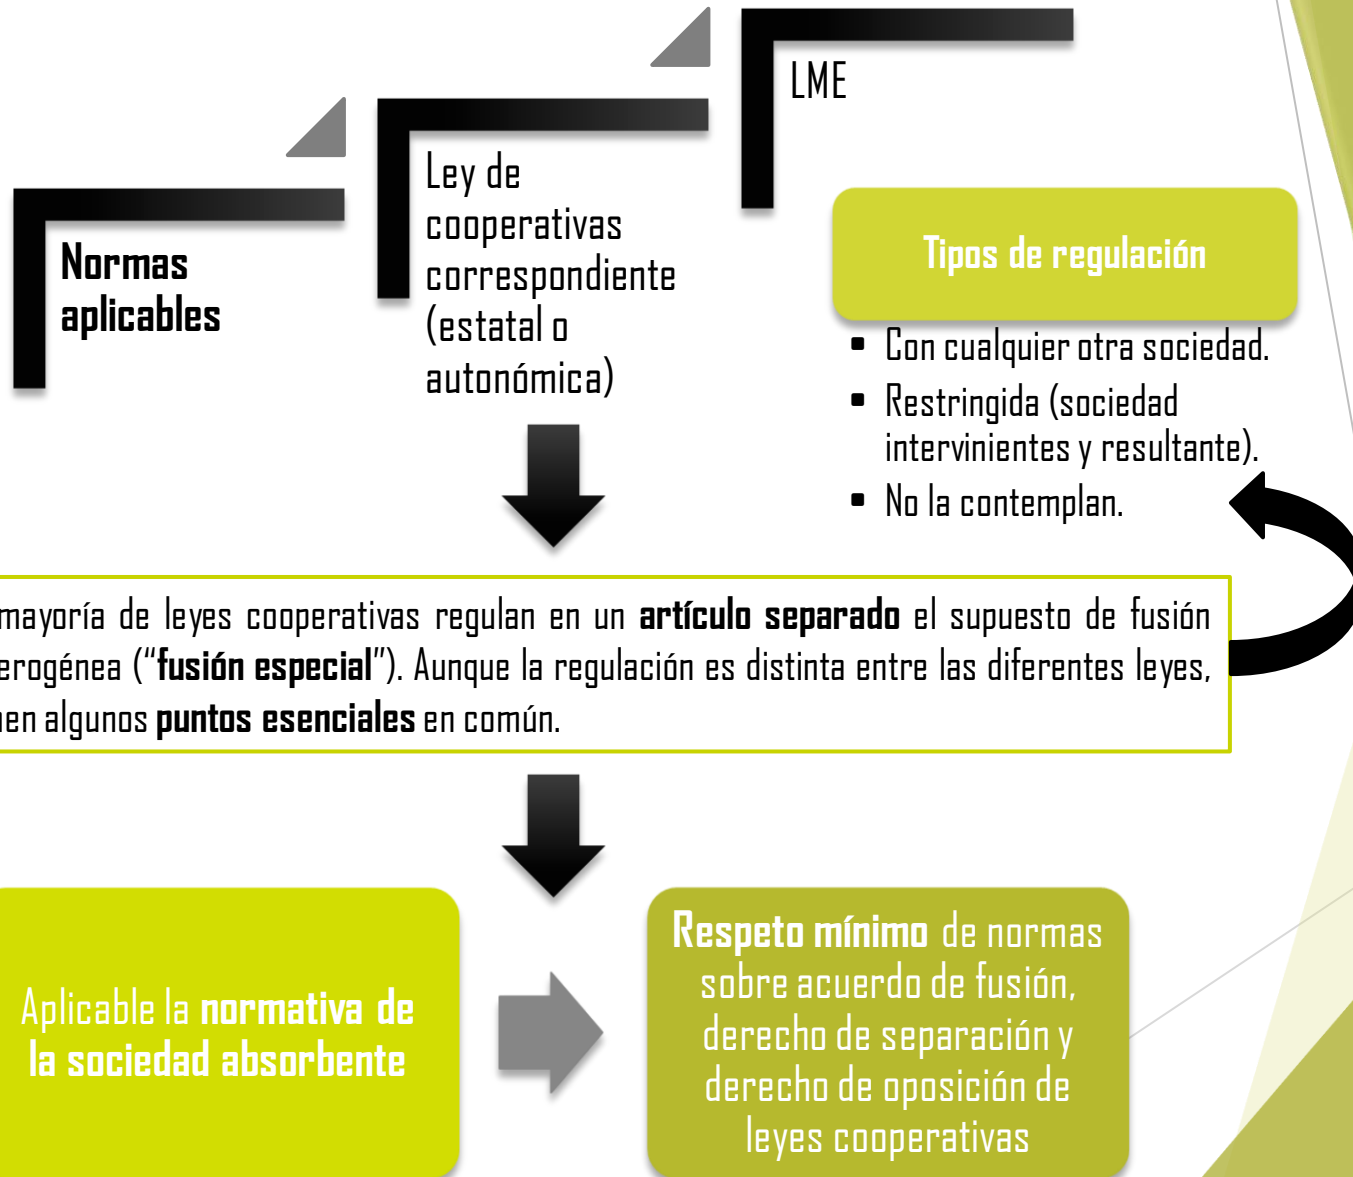 LME
Ley de
cooperativas
correspondiente
(estatal o
autonómica)
Normas
aplicables
Tipos de regulación
▪ Con cualquier otra sociedad.
▪ Restringida (sociedad
intervinientes y resultante).
▪ No la contemplan.
mayoría de leyes cooperativas regulan en un artículo separado el supuesto de fusión
erogénea (“fusión especial”). Aunque la regulación es distinta entre las diferentes leyes,
nen algunos puntos esenciales en común.
Aplicable la normativa de
la sociedad absorbente
Respeto mínimo de normas
sobre acuerdo de fusión,
derecho de separación y
derecho de oposición de
leyes cooperativas